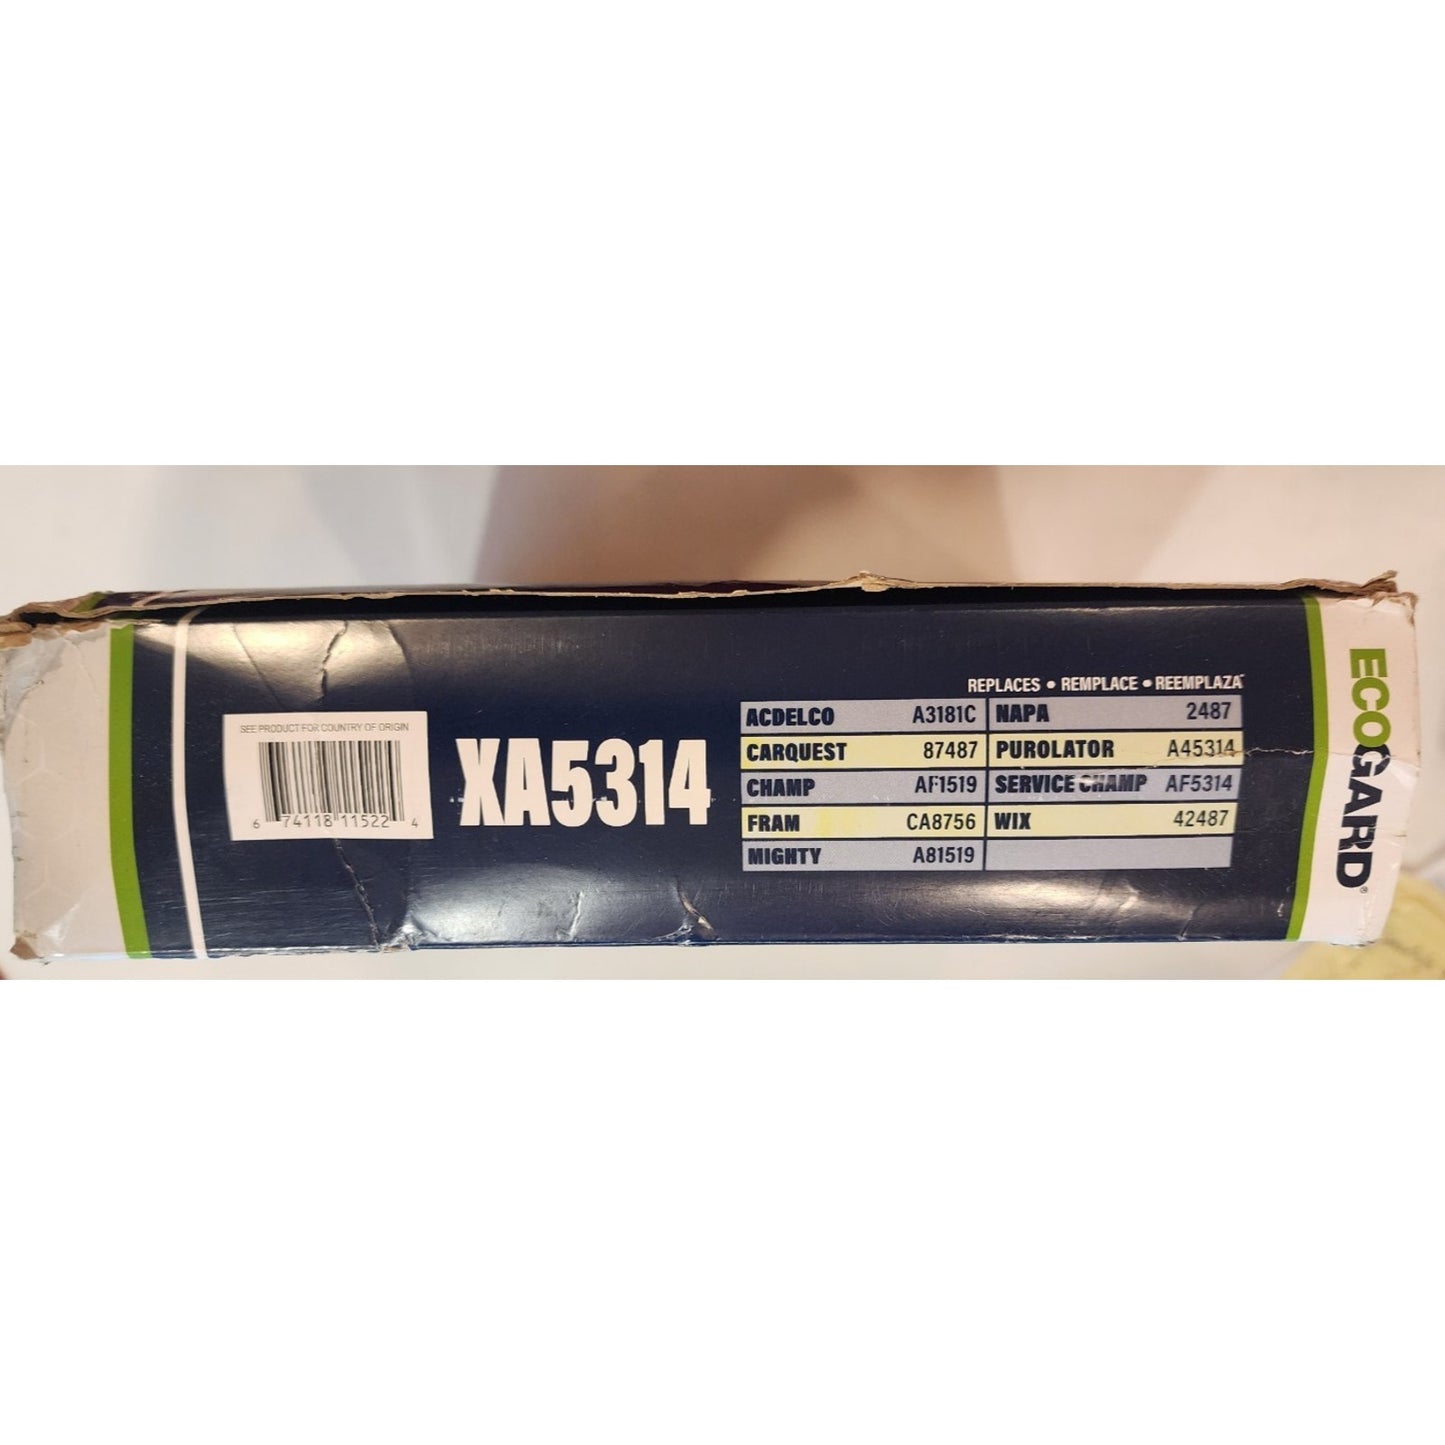 SEE PRODUCT FOR COUNTRY OF ORIGIN
6 74118 11522 4
XA5314
REPLACES • REMPLACE • REEMPLAZA
ACDELCO A3181C NAPA 2487
CARQUEST 87487 PUROLATOR A45314
CHAMP AF1519 SERVICE CHAMP AF5314
FRAM CA8756 WIX 42487
MIGHTY A81519
ECOGARD®